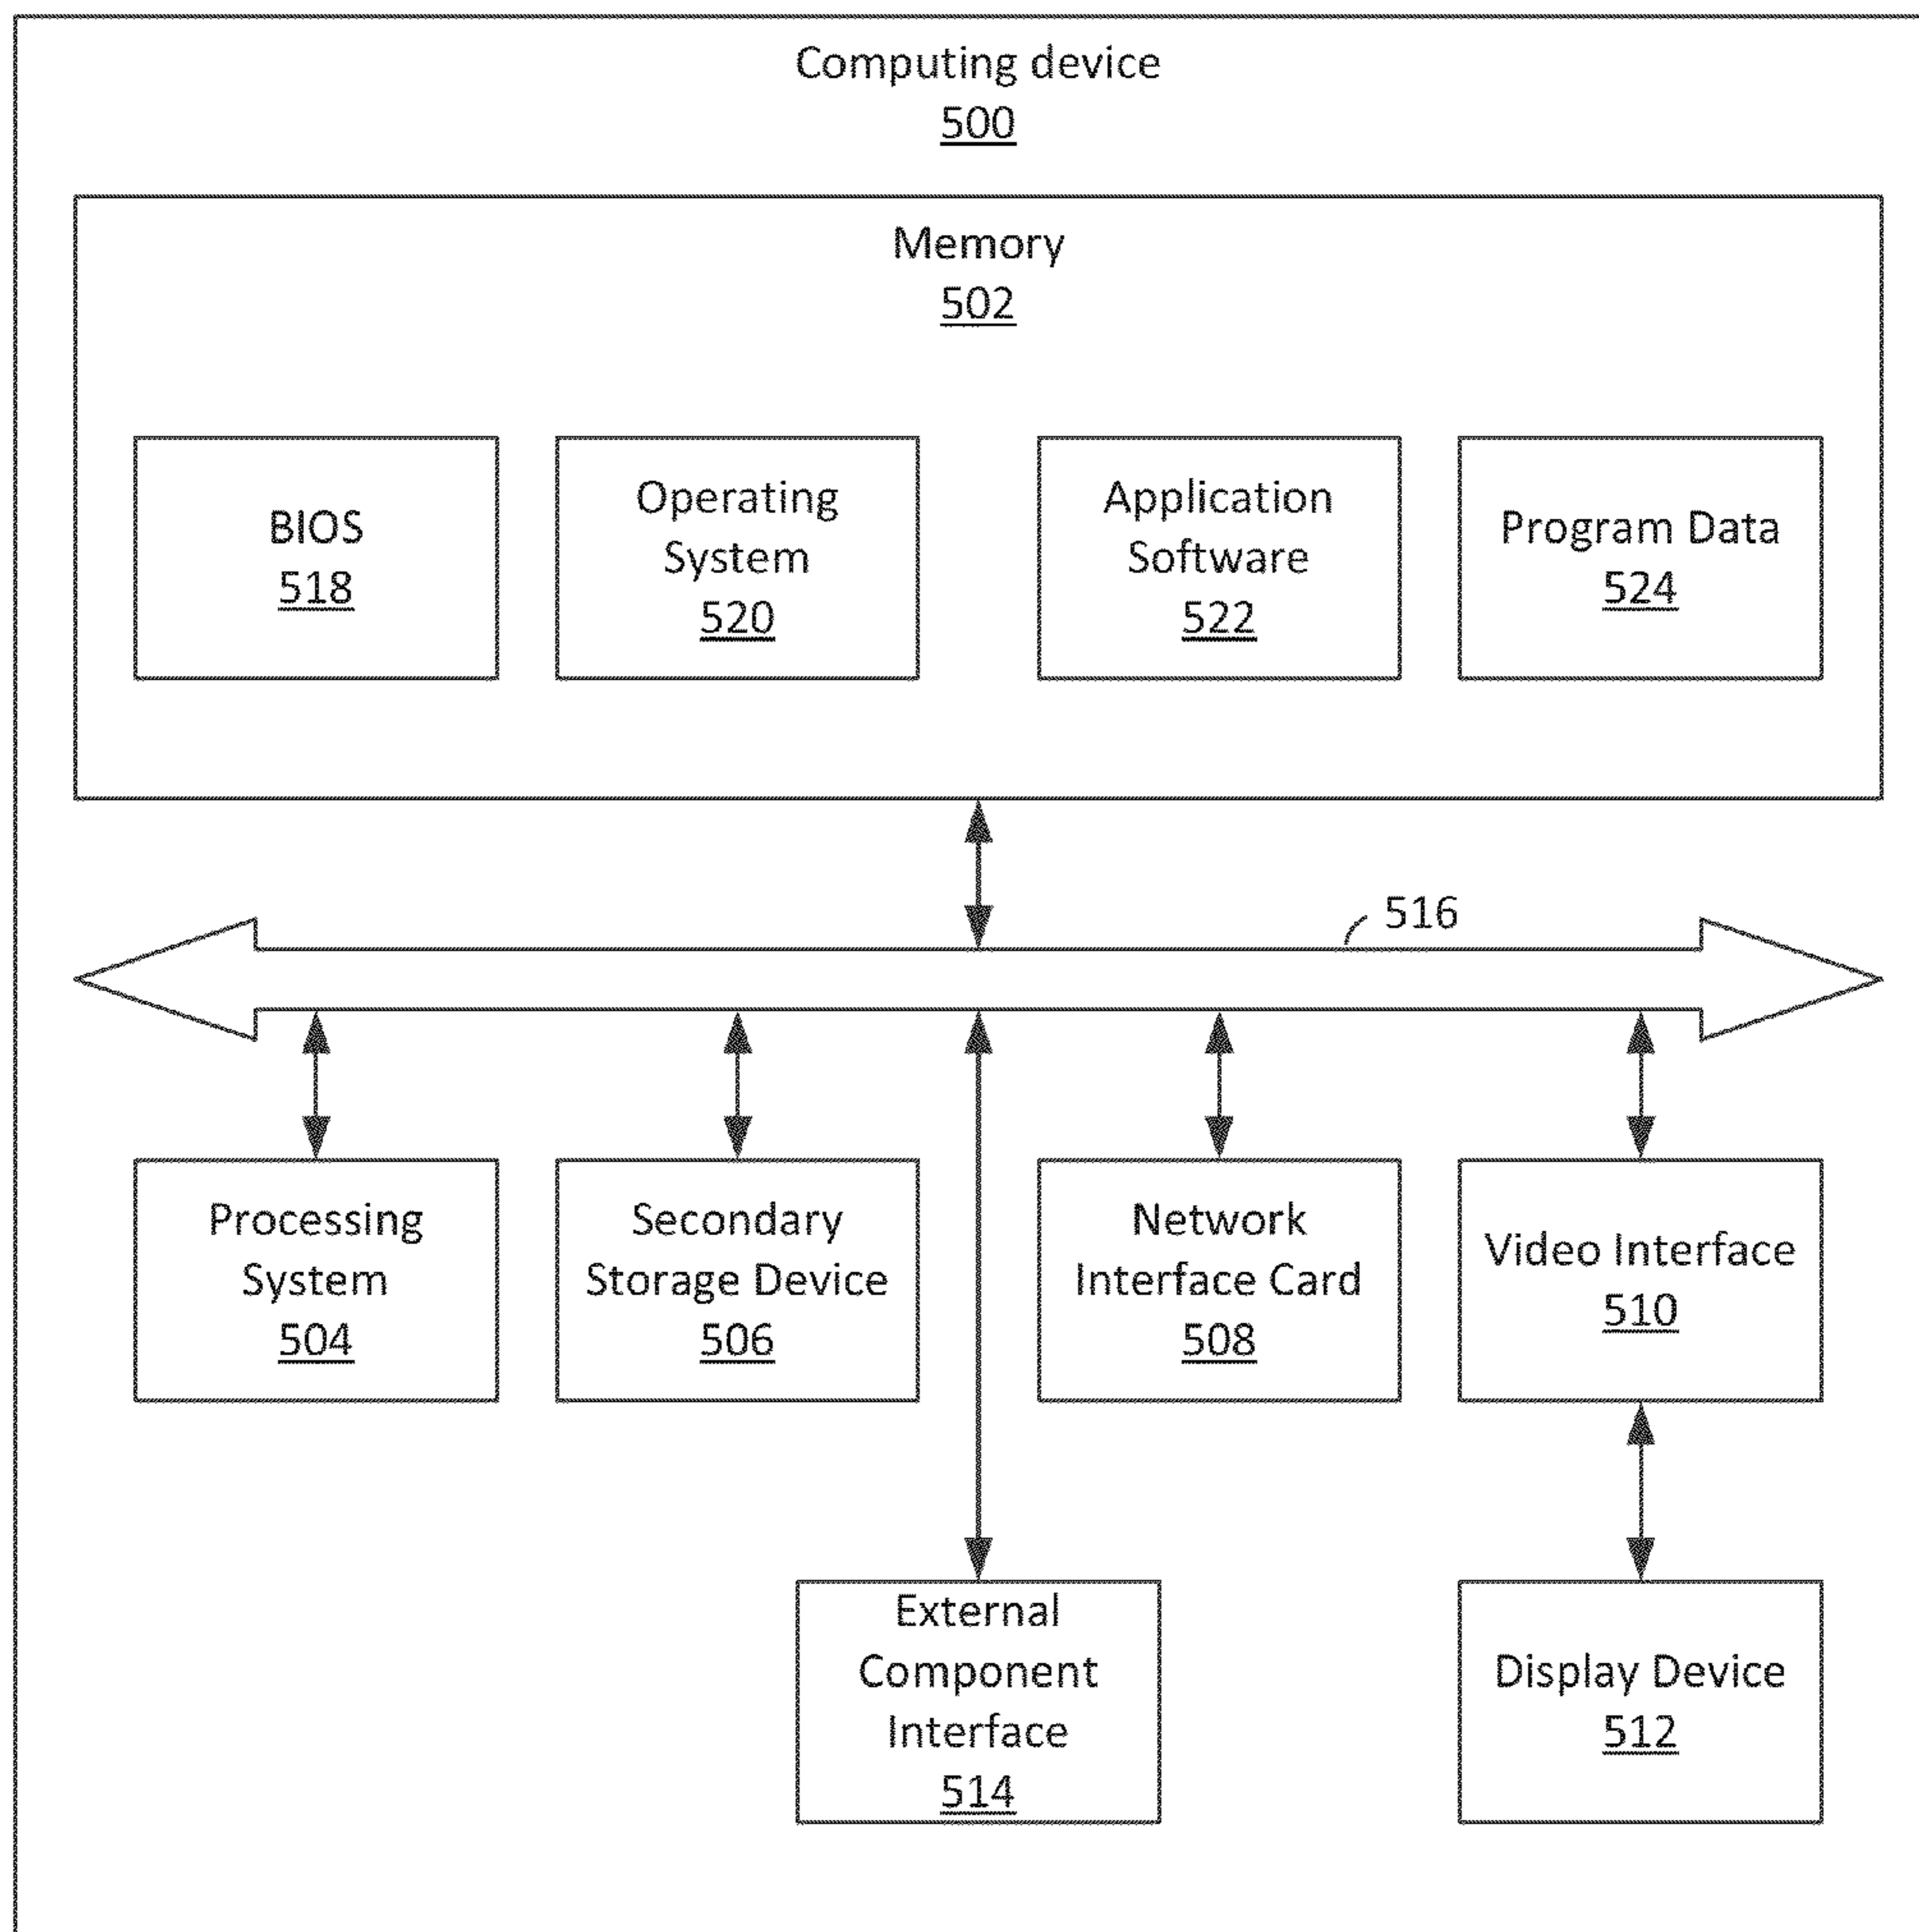 Computing device
500
Memory
502
BIOS
518
Operating
System
520
Application
Software
522
Program Data
524
516
Processing
System
504
Secondary
Storage Device
506
Network
Interface Card
508
Video Interface
510
External
Component
Interface
514
Display Device
512